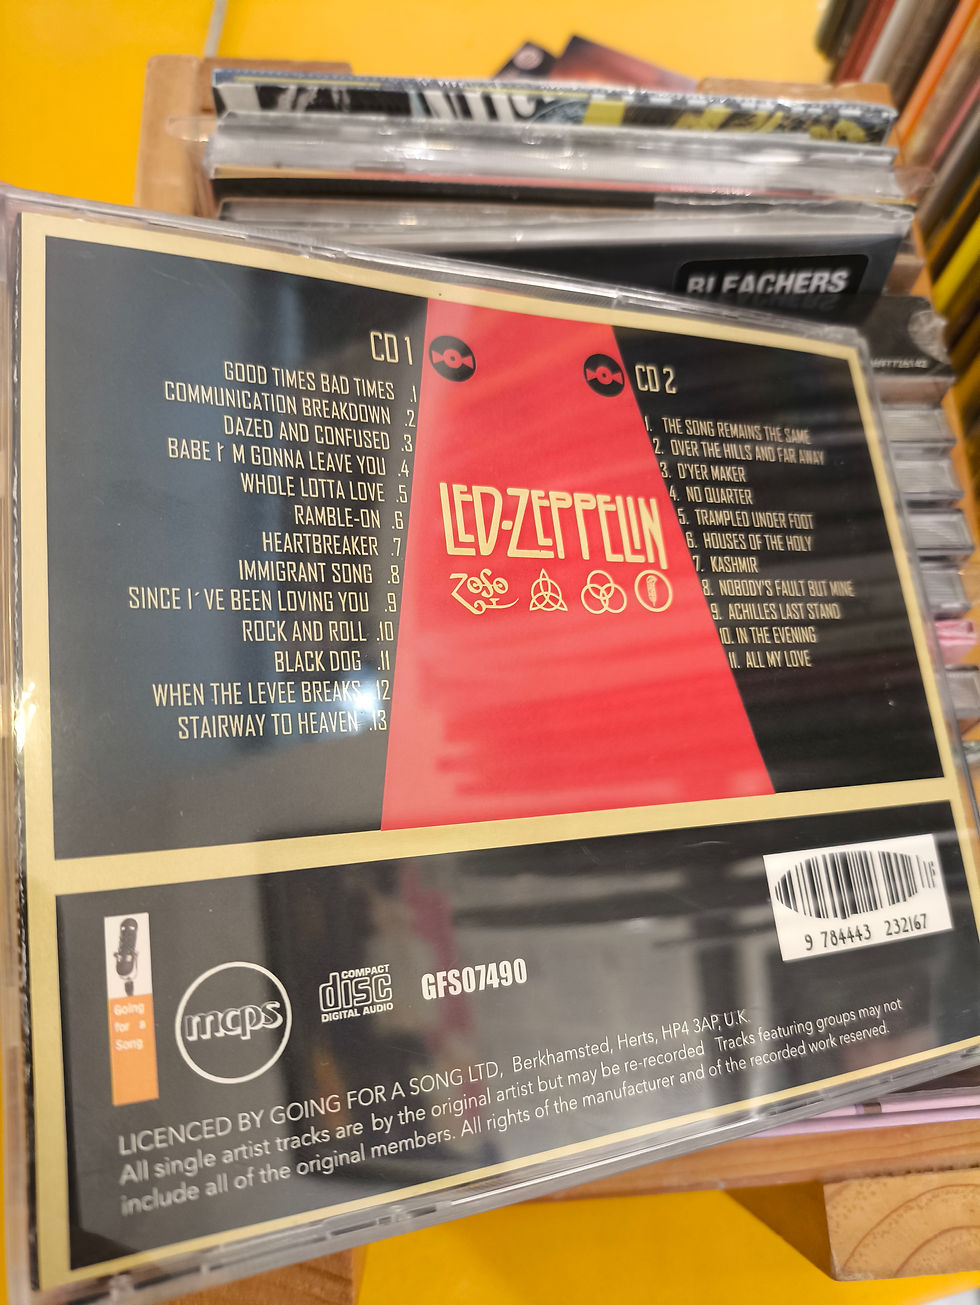 BLEACHERS
CD 1
GOOD TIMES BAD TIMES .1
COMMUNICATION BREAKDOWN .2
DAZED AND CONFUSED .3
BABE I´M GONNA LEAVE YOU .4
WHOLE LOTTA LOVE .5
RAMBLE-ON .6
HEARTBREAKER .7
IMMIGRANT SONG .8
SINCE I´VE BEEN LOVING YOU .9
ROCK AND ROLL .10
BLACK DOG .11
WHEN THE LEVEE BREAKS .12
STAIRWAY TO HEAVEN .13
LED-ZEPPELIN
ZOSO
CD 2
1. THE SONG REMAINS THE SAME
2. OVER THE HILLS AND FAR AWAY
3. D'YER MAKER
4. NO QUARTER
5. TRAMPLED UNDER FOOT
6. HOUSES OF THE HOLY
7. KASHMIR
8. NOBODY'S FAULT BUT MINE
9. ACHILLES LAST STAND
10. IN THE EVENING
11. ALL MY LOVE
9 784443 232167
Going
for a
Song
mcps
COMPACT
disc
DIGITAL AUDIO
GFS07490
LICENCED BY GOING FOR A SONG LTD, Berkhamsted, Herts, HP4 3AP, U.K.
All single artist tracks are by the original artist but may be re-recorded Tracks featuring groups may not
include all of the original members. All rights of the manufacturer and of the recorded work reserved.